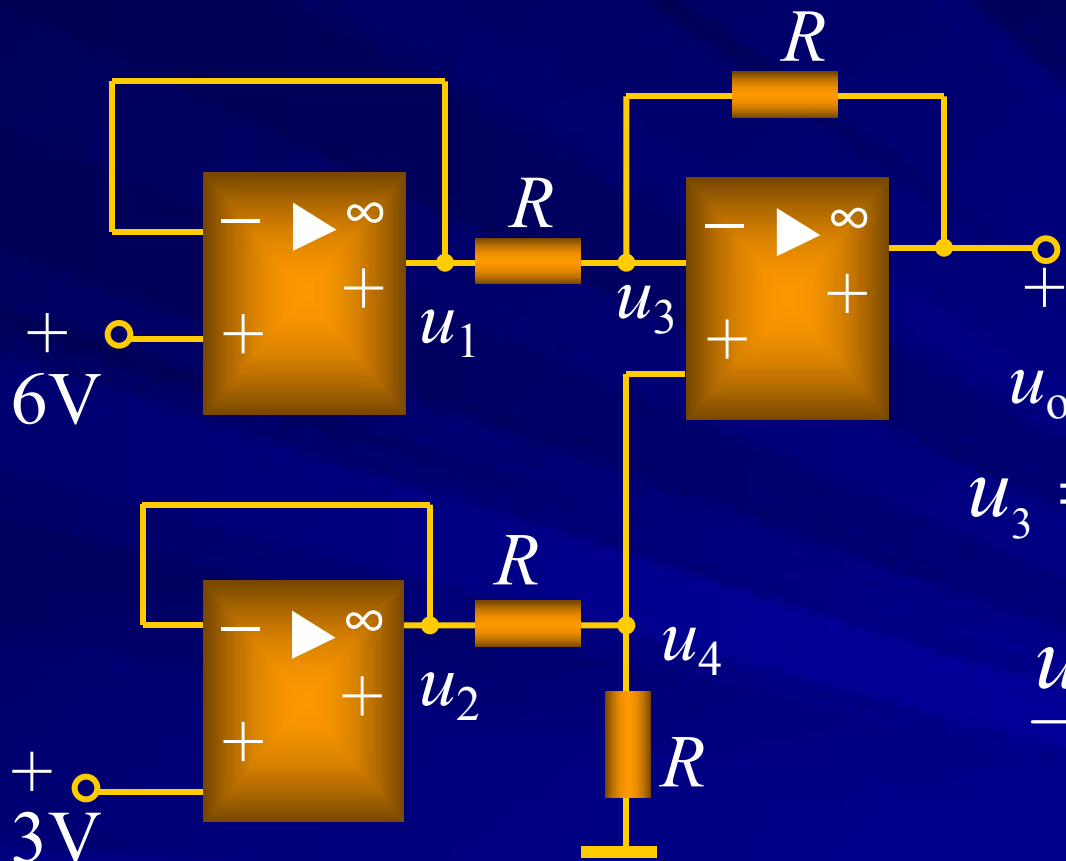 R
− ▷ ∞
+
+
R
u1
+
6V
− ▷ ∞
+
+
u3
+
uo
u3 =
− ▷ ∞
+
+
R
u2
u4
u
R
+
3V